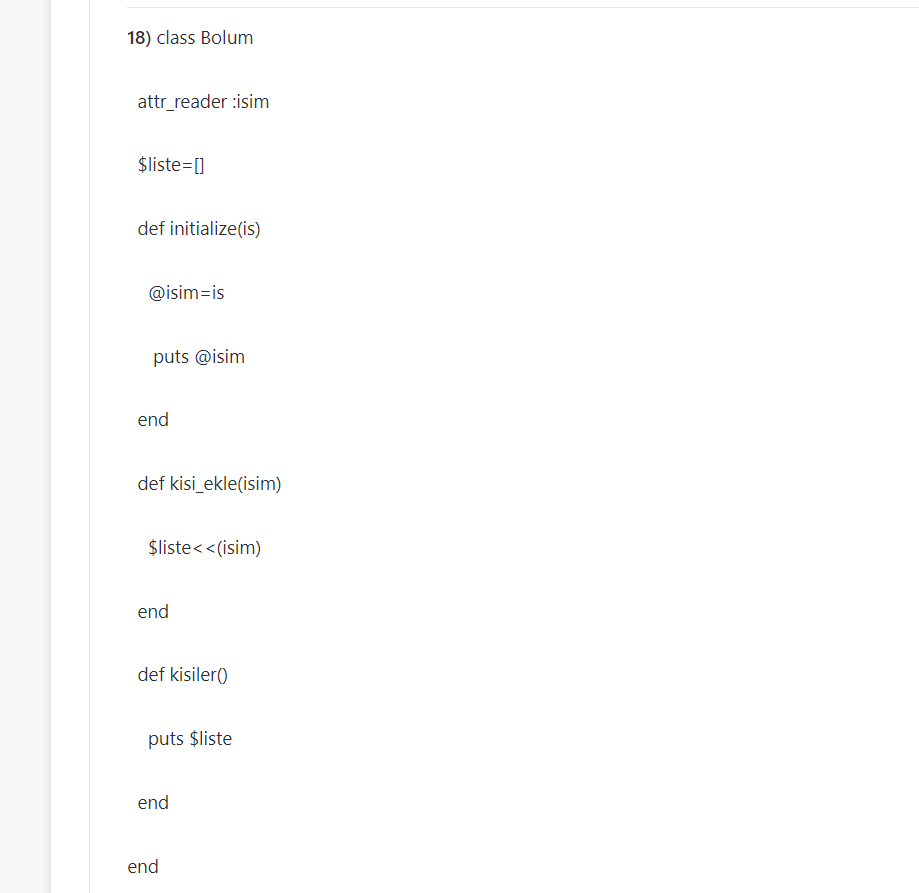 18) class Bolum
attr_reader :isim
$liste=[]
def initialize(is)
@isim=is
puts @isim
end
def kisi_ekle(isim)
$liste<<(isim)
end
def kisiler()
puts $liste
end
end